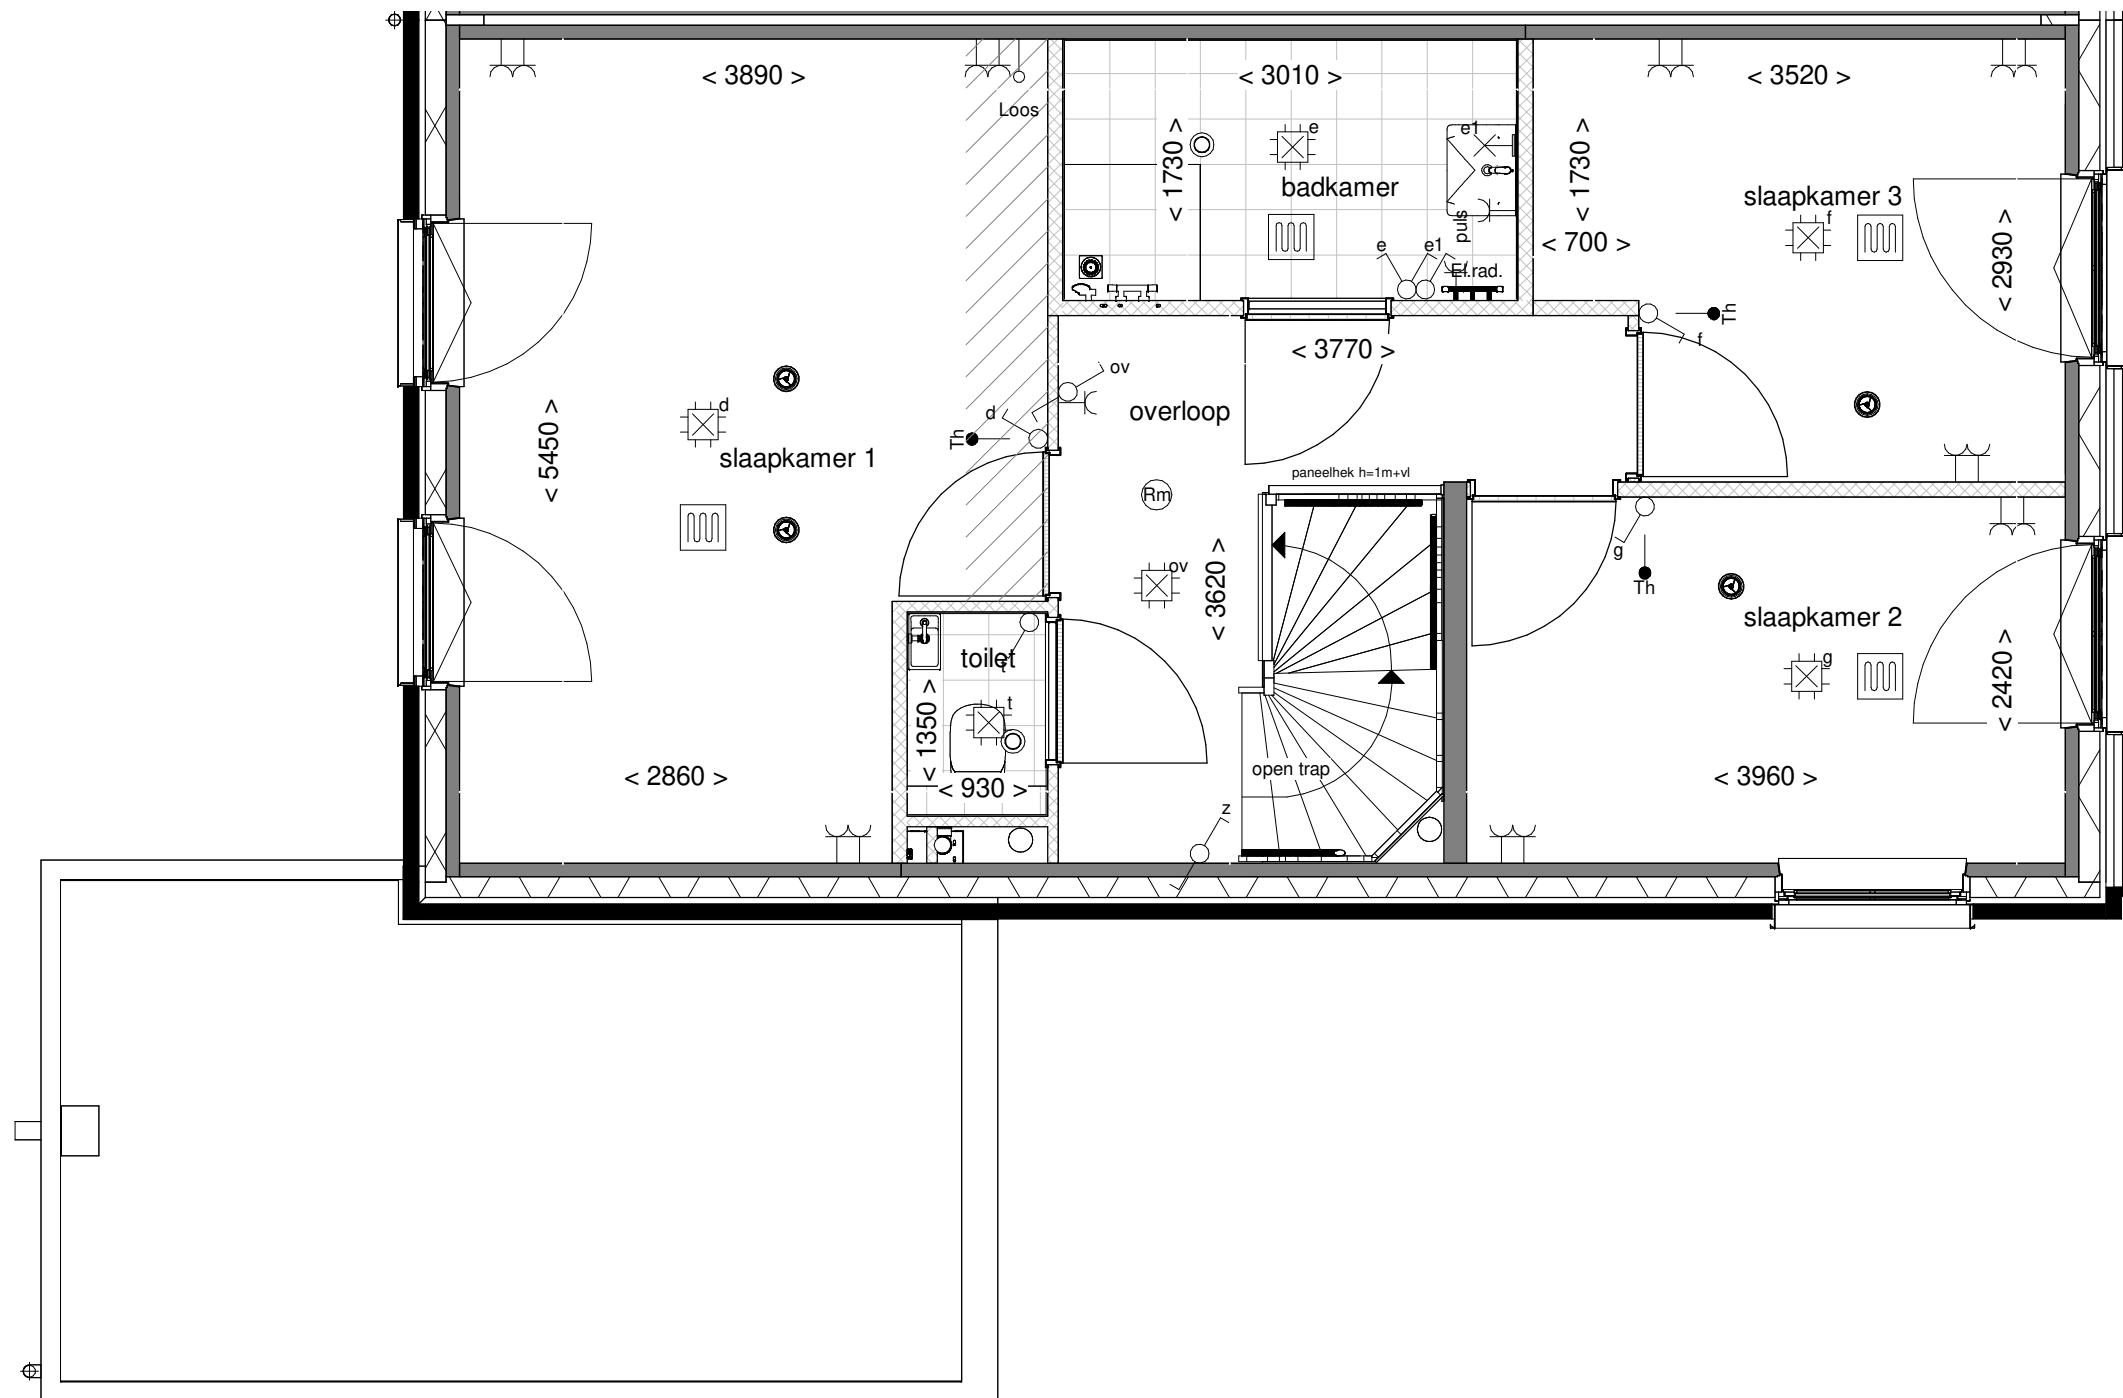 < 3890 >
< 3010 >
< 3520 >
Loos
e
e1
< 1730 >
< 1730 >
badkamer
slaapkamer 3
puls
f
< 700 >
< 2930 >
e
e1
El.rad.
Th
f
< 3770 >
ov
d
overloop
d
Th
slaapkamer 1
< 5450 >
paneelhek h=1m+vl
Rm
g
ov
Th
< 3620 >
slaapkamer 2
toilet
t
g
< 2420 >
t
< 1350 >
open trap
< 2860 >
< 930 >
< 3960 >
z